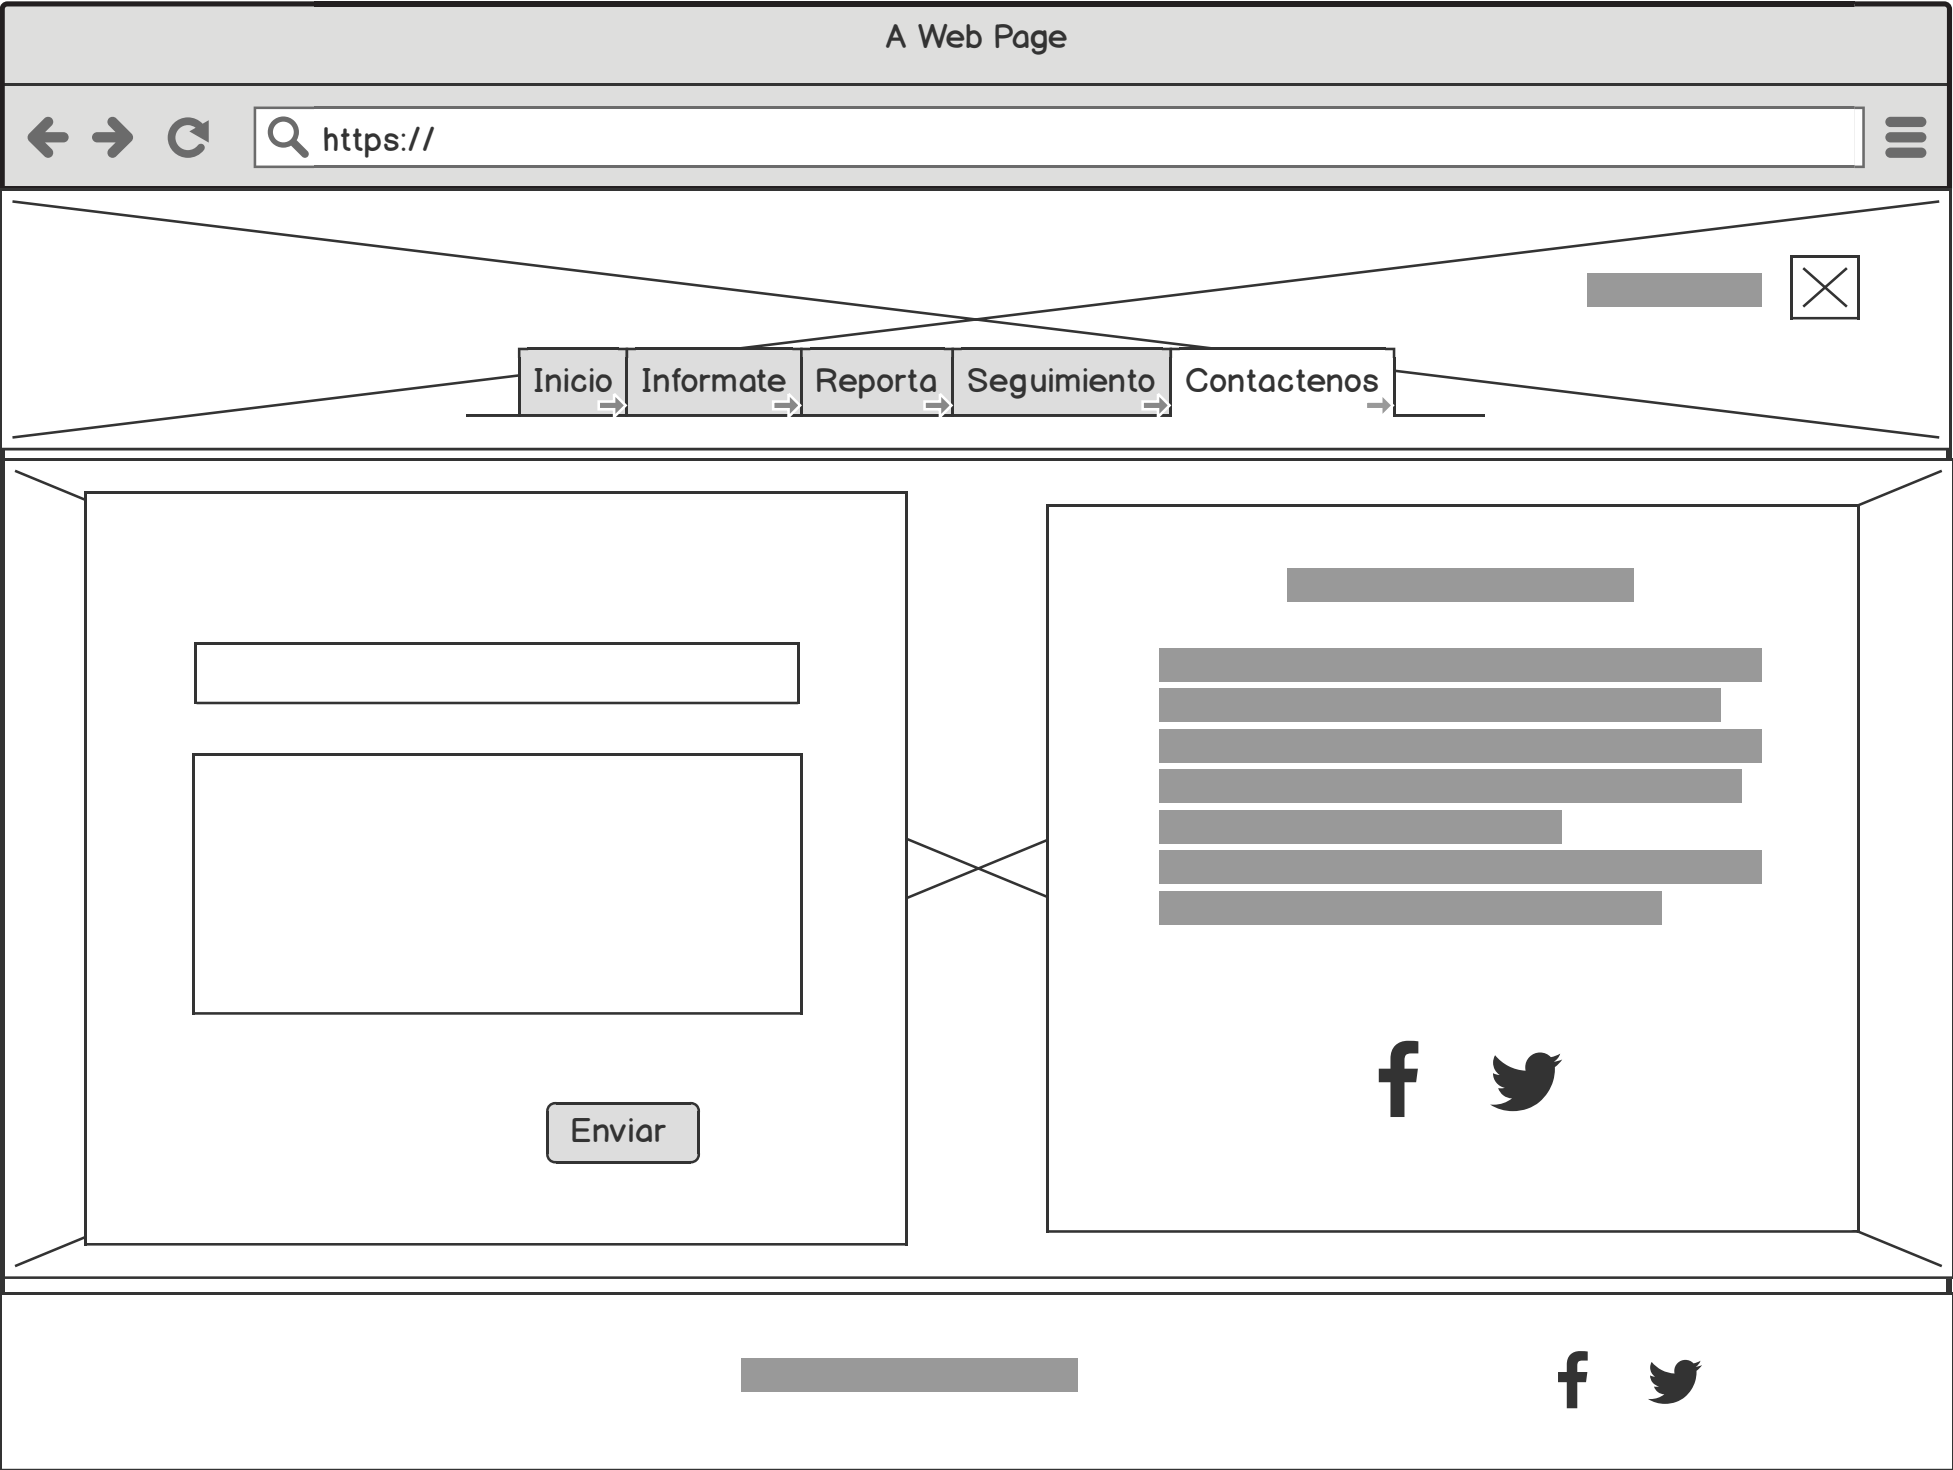 A Web Page
https://
Inicio Informate Reporta Seguimiento Contactenos
Enviar